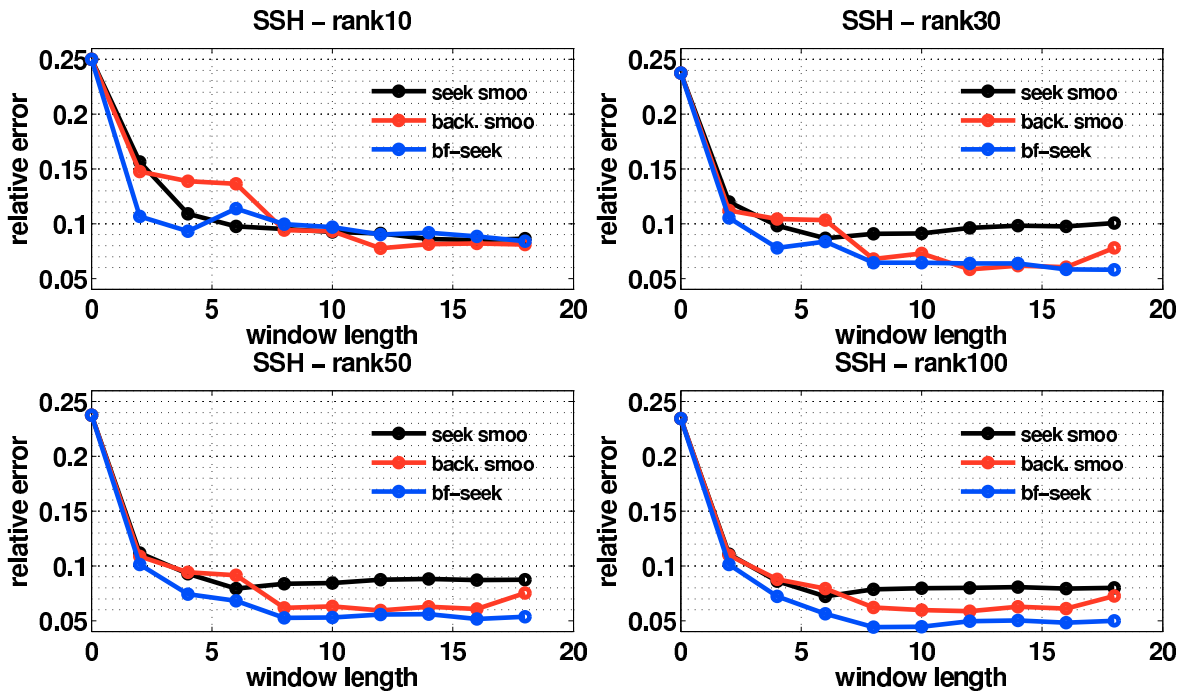 SSH – rank10
0.25
0.2
0.15
0.1
0.05
relative error
seek smoo
back. smoo
bf–seek
0 5 10 15 20
window length
SSH – rank30
0.25
0.2
0.15
0.1
0.05
relative error
seek smoo
back. smoo
bf–seek
0 5 10 15 20
window length
SSH – rank50
0.25
0.2
0.15
0.1
0.05
relative error
seek smoo
back. smoo
bf–seek
0 5 10 15 20
window length
SSH – rank100
0.25
0.2
0.15
0.1
0.05
relative error
seek smoo
back. smoo
bf–seek
0 5 10 15 20
window length